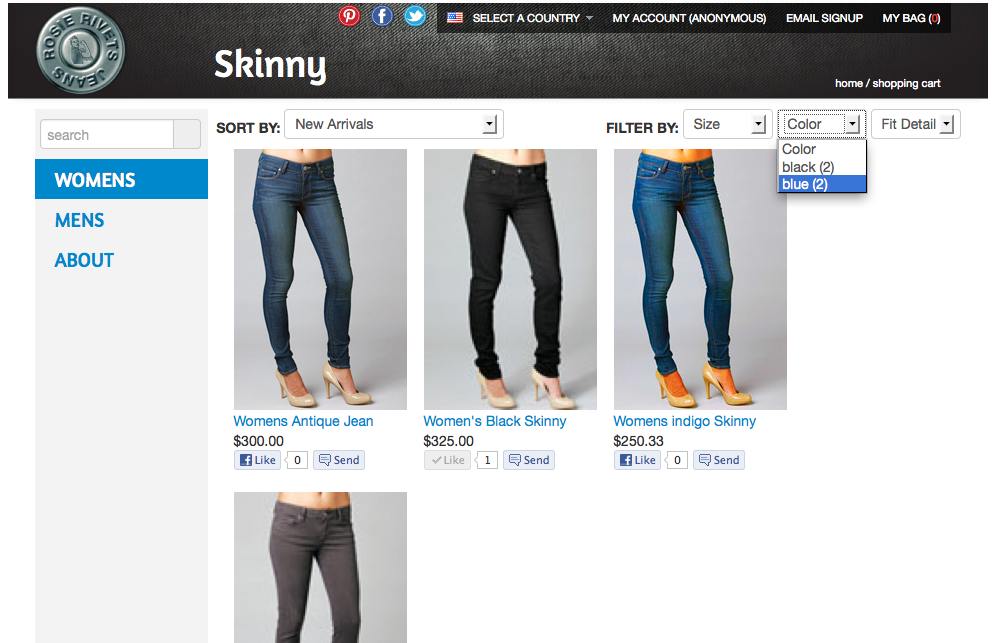 ROSIE RIVETS JEANS
SELECT A COUNTRY
MY ACCOUNT (ANONYMOUS)
EMAIL SIGNUP
MY BAG (0)
Skinny
home / shopping cart
search
SORT BY: New Arrivals
FILTER BY: Size Color Fit Detail
Color
black (2)
blue (2)
WOMENS
MENS
ABOUT
Womens Antique Jean
$300.00
Like 0 Send
Women's Black Skinny
$325.00
Like 1 Send
Womens indigo Skinny
$250.33
Like 0 Send